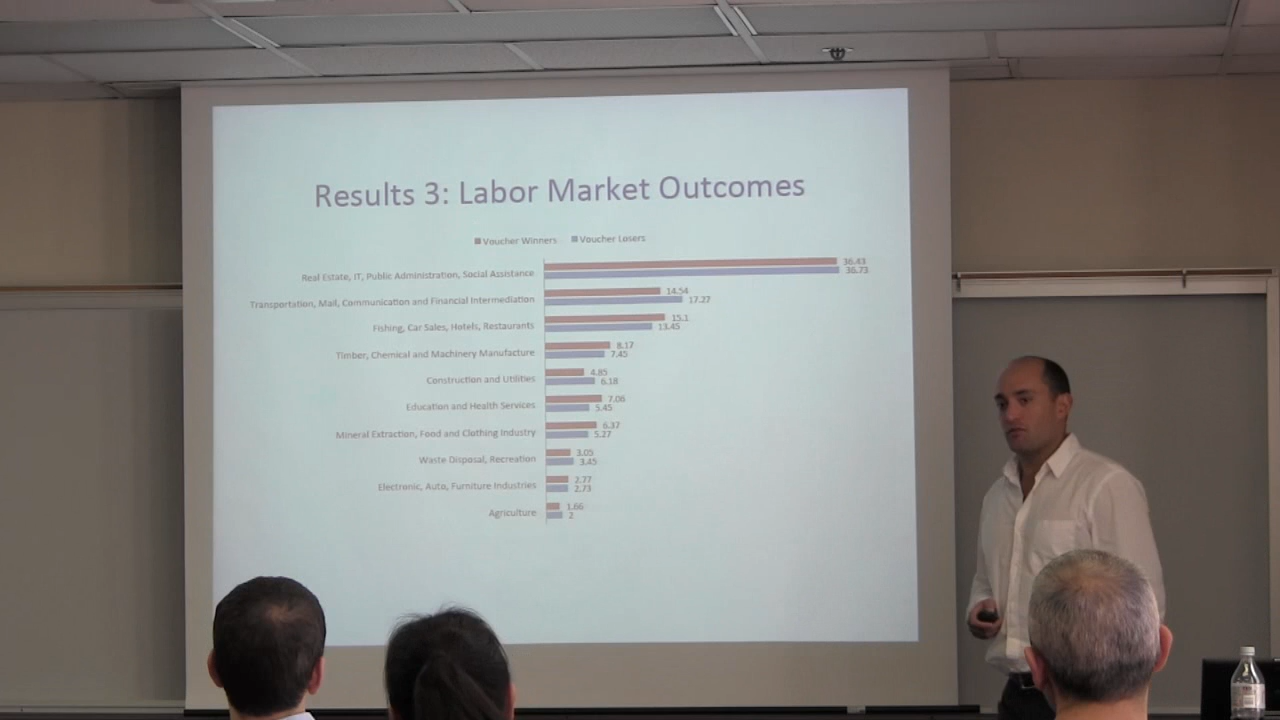 Results 3: Labor Market Outcomes
Voucher Winners Voucher Losers
Real Estate, IT, Public Administration, Social Assistance 36.43
36.73
Transportation, Mail, Communication and Financial Intermediation 14.54
17.27
Fishing, Car Sales, Hotels, Restaurants 15.1
13.45
Timber, Chemical and Machinery Manufacture 8.17
7.45
Construction and Utilities 4.85
6.18
Education and Health Services 7.06
5.45
Mineral Extraction, Food and Clothing Industry 6.37
5.27
Waste Disposal, Recreation 3.05
3.45
Electronic, Auto, Furniture Industries 2.77
2.73
Agriculture 1.66
2